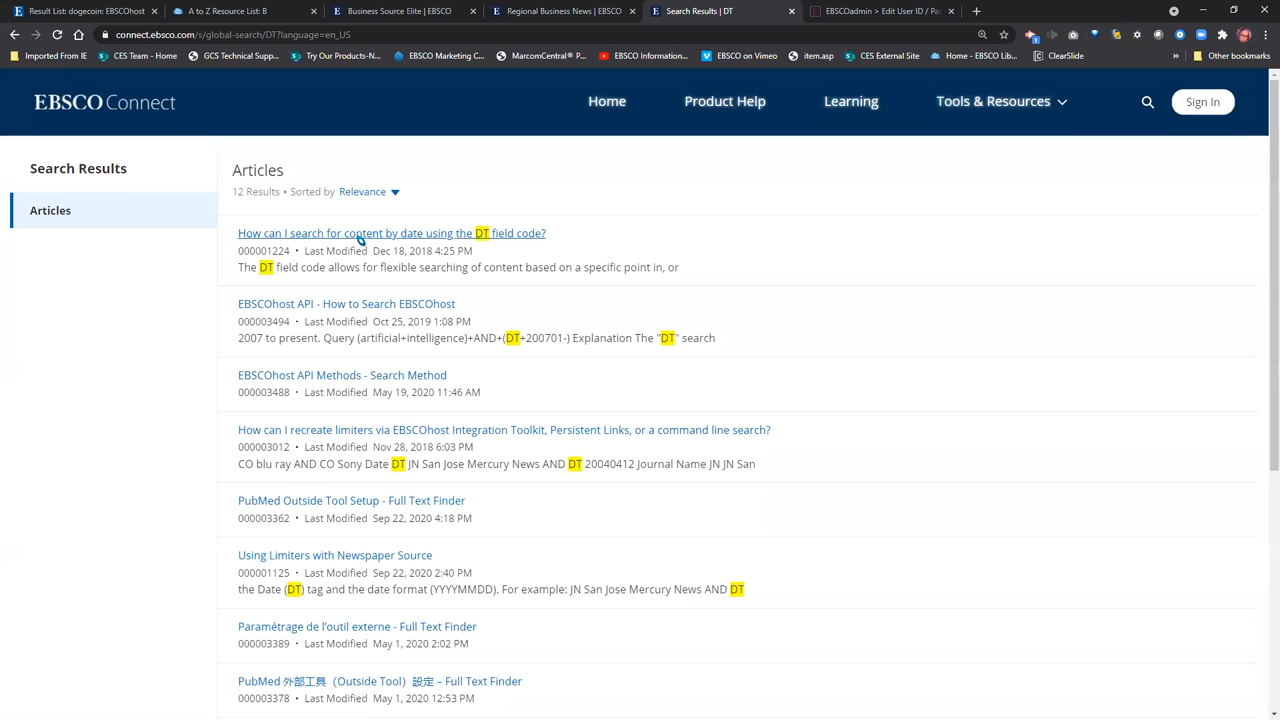 Result List: dogecoin: EBSCOhost
A to Z Resource List: B
Business Source Elite | EBSCO
Regional Business News | EBSCO
Search Results | DT
EBSCOadmin > Edit User ID / Pa
connect.ebsco.com/s/global-search/DT?language=en_US
Imported From IE
CES Team - Home
GCS Technical Supp...
Try Our Products-N...
EBSCO Marketing C...
MarcomCentral® P...
EBSCO Information...
EBSCO on Vimeo
item.asp
CES External Site
Home - EBSCO Lib...
ClearSlide
»
Other bookmarks
EBSCO Connect
Home
Product Help
Learning
Tools & Resources
Sign In
Search Results
Articles
Articles
12 Results • Sorted by Relevance
How can I search for content by date using the DT field code?
000001224 • Last Modified Dec 18, 2018 4:25 PM
The DT field code allows for flexible searching of content based on a specific point in, or
EBSCOhost API - How to Search EBSCOhost
000003494 • Last Modified Oct 25, 2019 1:08 PM
2007 to present. Query (artificial+intelligence)+AND+(DT+200701-) Explanation The "DT" search
EBSCOhost API Methods - Search Method
000003488 • Last Modified May 19, 2020 11:46 AM
How can I recreate limiters via EBSCOhost Integration Toolkit, Persistent Links, or a command line search?
000003012 • Last Modified Nov 28, 2018 6:03 PM
CO blu ray AND CO Sony Date DT JN San Jose Mercury News AND DT 20040412 Journal Name JN JN San
PubMed Outside Tool Setup - Full Text Finder
000003362 • Last Modified Sep 22, 2020 4:18 PM
Using Limiters with Newspaper Source
000001125 • Last Modified Sep 22, 2020 2:40 PM
the Date (DT) tag and the date format (YYYYMMDD). For example: JN San Jose Mercury News AND DT
Paramétrage de l'outil externe - Full Text Finder
000003389 • Last Modified May 1, 2020 2:02 PM
PubMed 外部工具（Outside Tool）設定 – Full Text Finder
000003378 • Last Modified May 1, 2020 12:53 PM